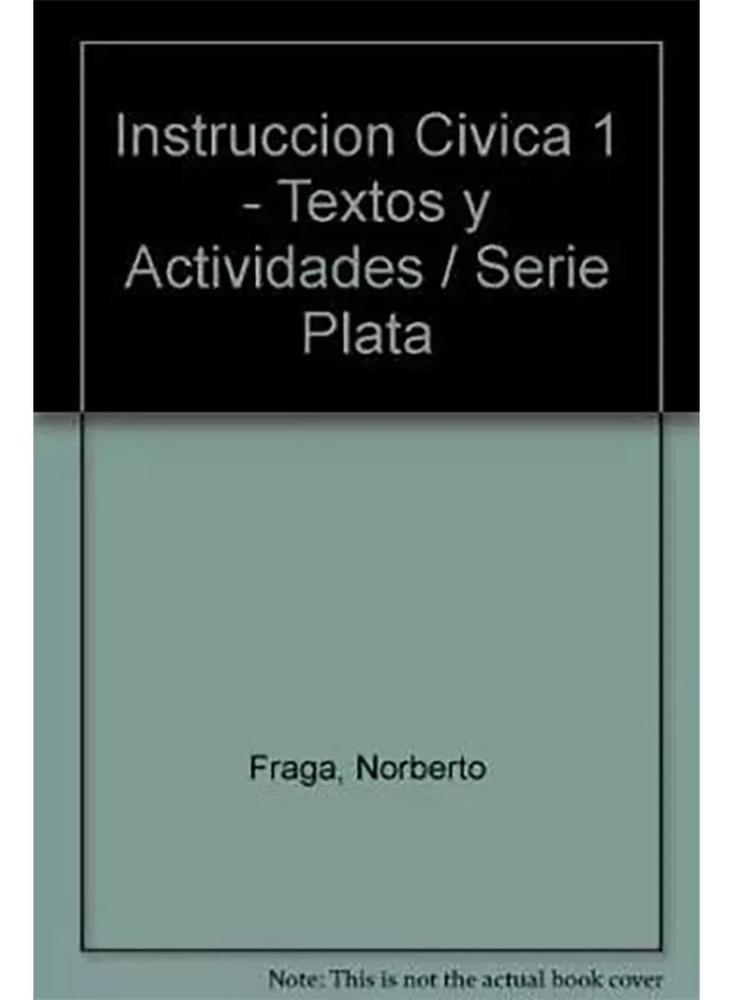 Instruccion Civica 1
- Textos y
Actividades / Serie
Plata
Fraga, Norberto
Note: This is not the actual book cover